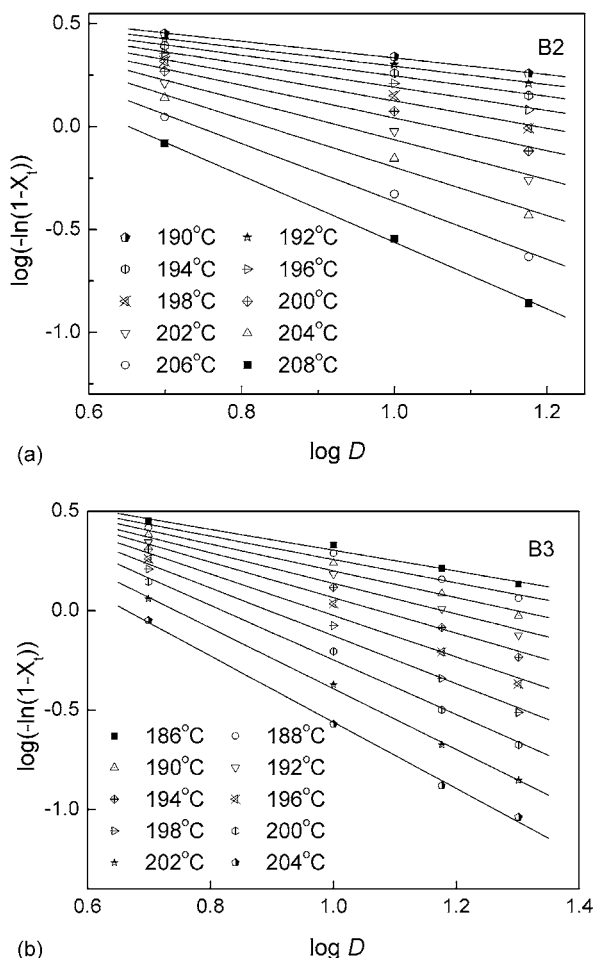 B2
log(-ln(1-Xt))
0.5
0.0
-0.5
-1.0
190°C 192°C
194°C 196°C
198°C 200°C
202°C 204°C
206°C 208°C
0.6 0.8 1.0 1.2
log D
(a)
B3
log(-ln(1-Xt))
0.5
0.0
-0.5
-1.0
186°C 188°C
190°C 192°C
194°C 196°C
198°C 200°C
202°C 204°C
0.6 0.8 1.0 1.2 1.4
log D
(b)